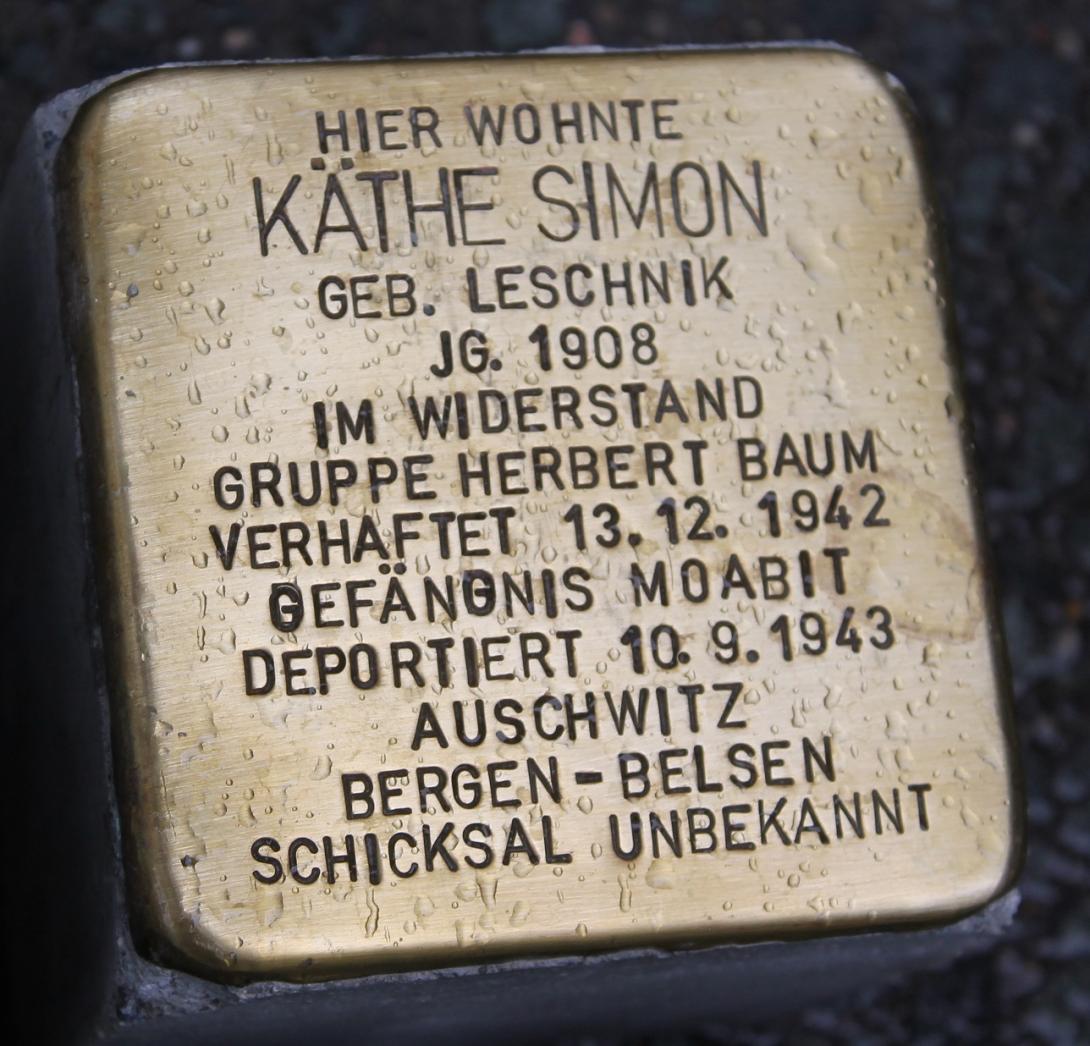 HIER WOHNTE
KÄTHE SIMON
GEB. LESCHNIK
JG. 1908
IM WIDERSTAND
GRUPPE HERBERT BAUM
VERHAFTET 13.12.1942
GEFÄNGNIS MOABIT
DEPORTIERT 10.9.1943
AUSCHWITZ
BERGEN-BELSEN
SCHICKSAL UNBEKANNT